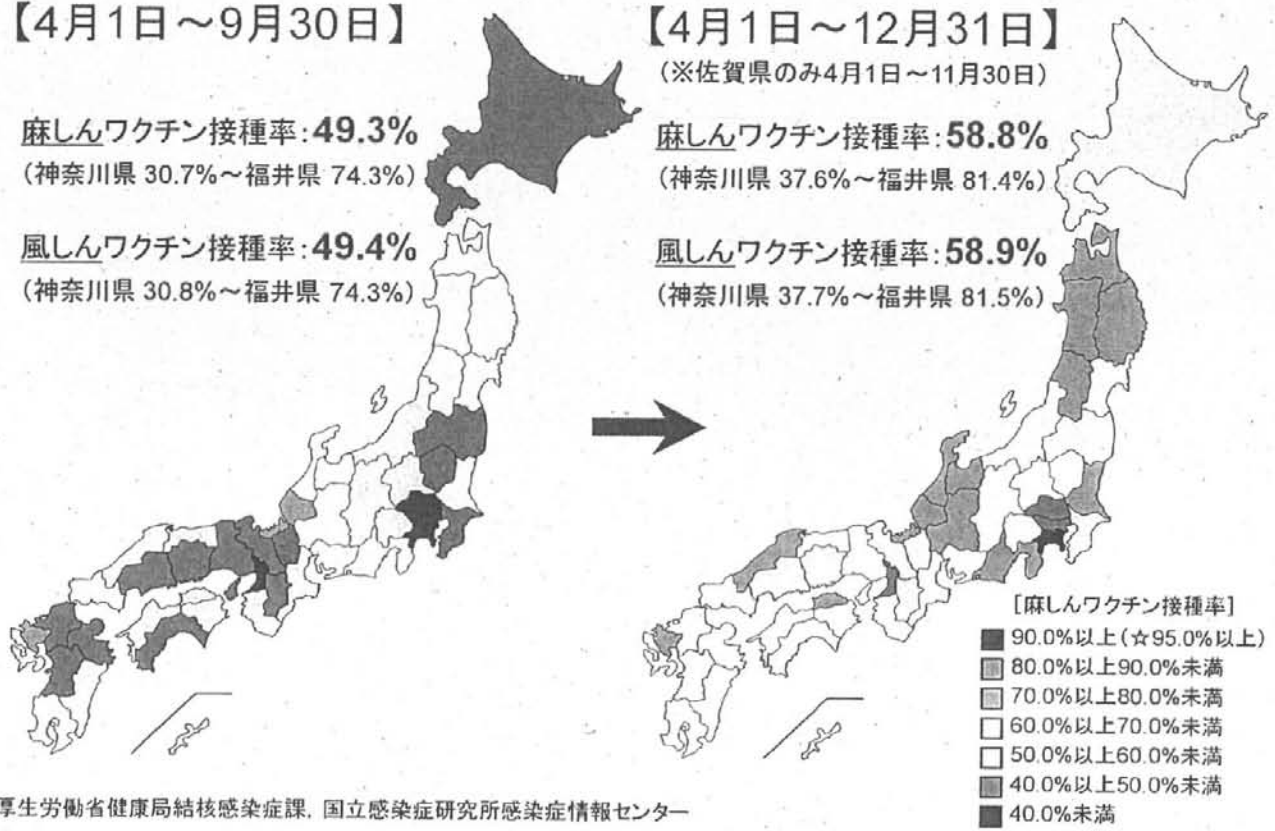 【4月1日～9月30日】
麻しんワクチン接種率:49.3%
(神奈川県 30.7%～福井県 74.3%)
風しんワクチン接種率:49.4%
(神奈川県 30.8%～福井県 74.3%)
【4月1日～12月31日】
(※佐賀県のみ4月1日～11月30日)
麻しんワクチン接種率:58.8%
(神奈川県 37.6%～福井県 81.4%)
風しんワクチン接種率:58.9%
(神奈川県 37.7%～福井県 81.5%)
[麻しんワクチン接種率]
90.0%以上(☆95.0%以上)
80.0%以上90.0%未満
70.0%以上80.0%未満
60.0%以上70.0%未満
50.0%以上60.0%未満
40.0%以上50.0%未満
40.0%未満
厚生労働省健康局結核感染症課, 国立感染症研究所感染症情報センター